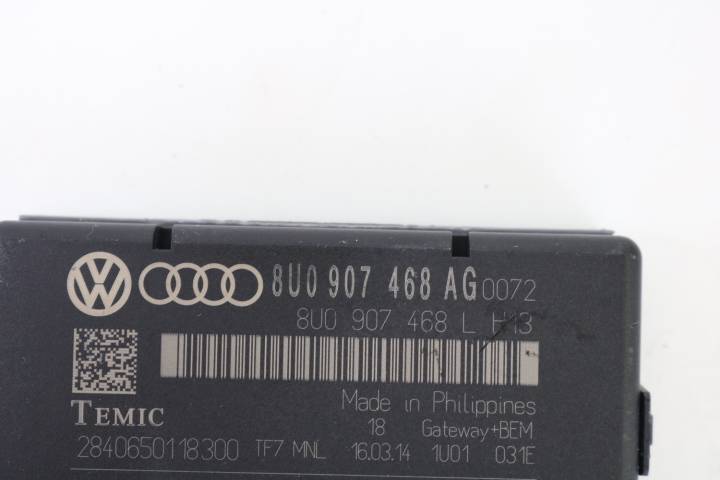 8U0 907 468 AG 0072
8U0 907 468 L H13
Made in Philippines
TEMIC 18 Gateway+BEM
2840650118300 TF7 MNL 16.03.14 1U01 031E